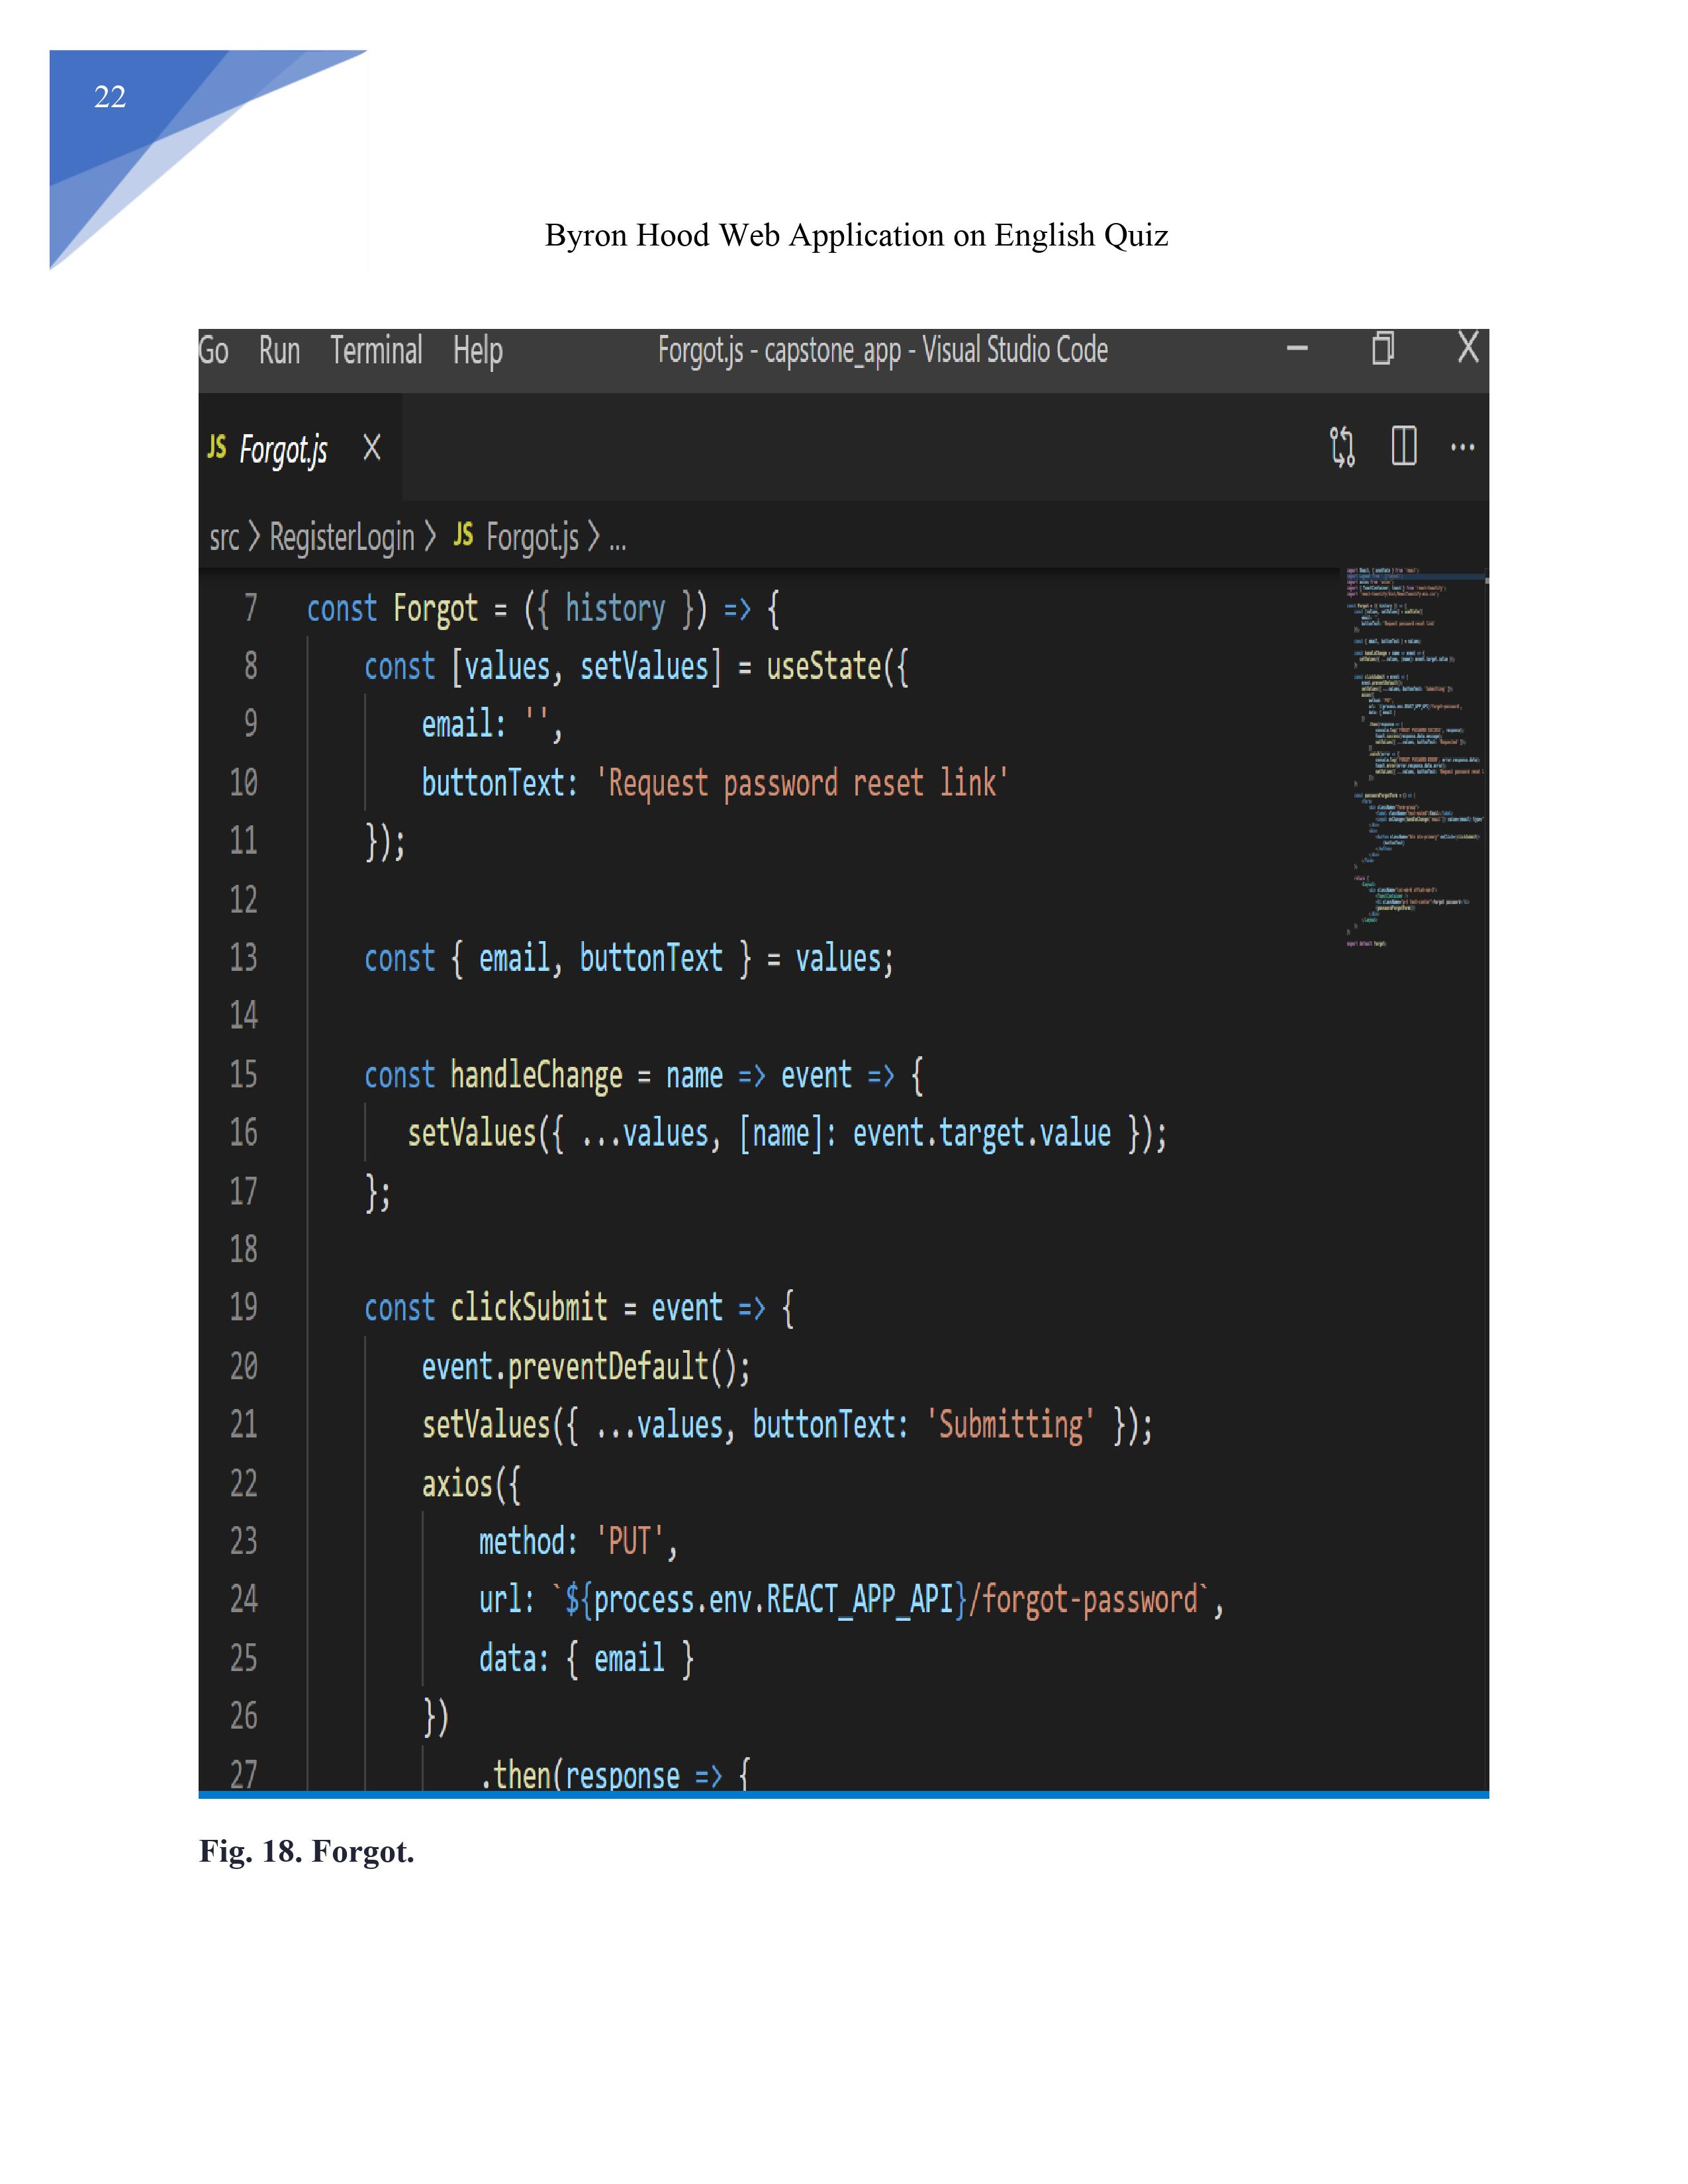 22
Byron Hood Web Application on English Quiz
Go Run Terminal Help Forgot.js - capstone_app - Visual Studio Code
JS Forgot.js
src > RegisterLogin > JS Forgot.js > ...
7 const Forgot = ({ history }) => {
8 const [values, setValues] = useState({
9 email: '',
10 buttonText: 'Request password reset link'
11 });
12
13 const { email, buttonText } = values;
14
15 const handleChange = name => event => {
16 setValues({ ...values, [name]: event.target.value });
17 };
18
19 const clickSubmit = event => {
20 event.preventDefault();
21 setValues({ ...values, buttonText: 'Submitting' });
22 axios({
23 method: 'PUT',
24 url: `${process.env.REACT_APP_API}/forgot-password`,
25 data: { email }
26 })
27 .then(response => {
Fig. 18. Forgot.